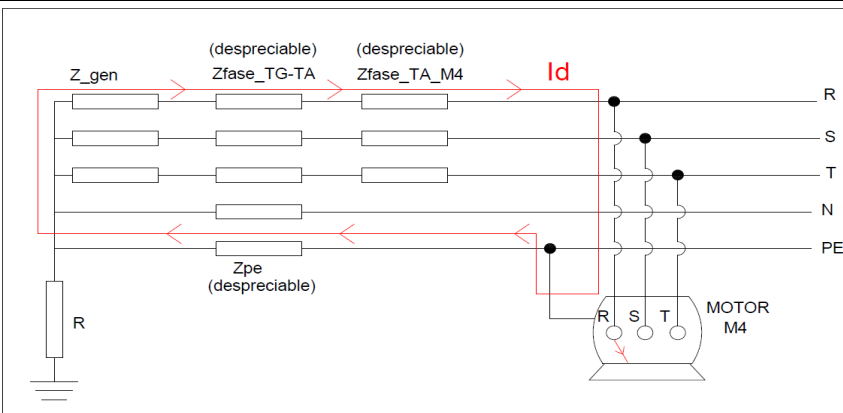 (despreciable) (despreciable)
Z_gen Zfase_TG-TA Zfase_TA_M4 Id
R
S
T
N
PE
Zpe
(despreciable)
R
MOTOR
M4
R S T